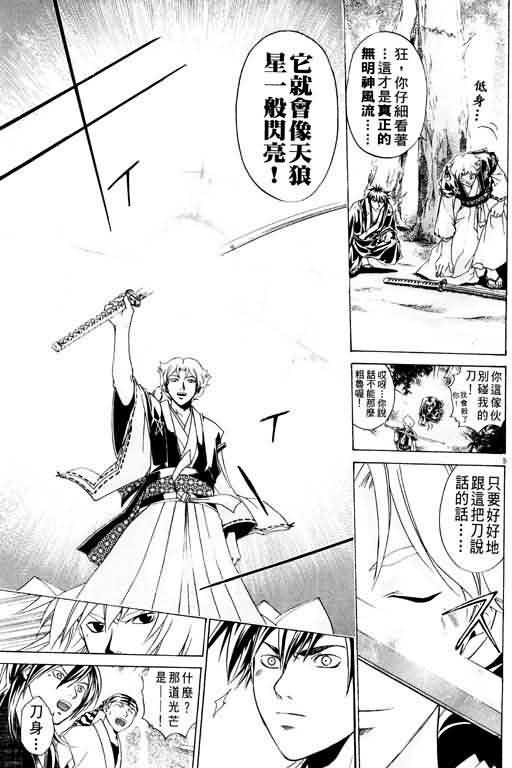 狂，你仔細看著
…這才是真正的
無明神風流……
低身…
你這傢伙
別碰我的
刀！
我會殺了
你！
哎呀…你說
話不能那麼
粗魯喔！
只要好好地
跟這把刀說
話的話……
它就會像天狼
星一般閃亮！
什麼？
那道光芒
是—！
刀身…